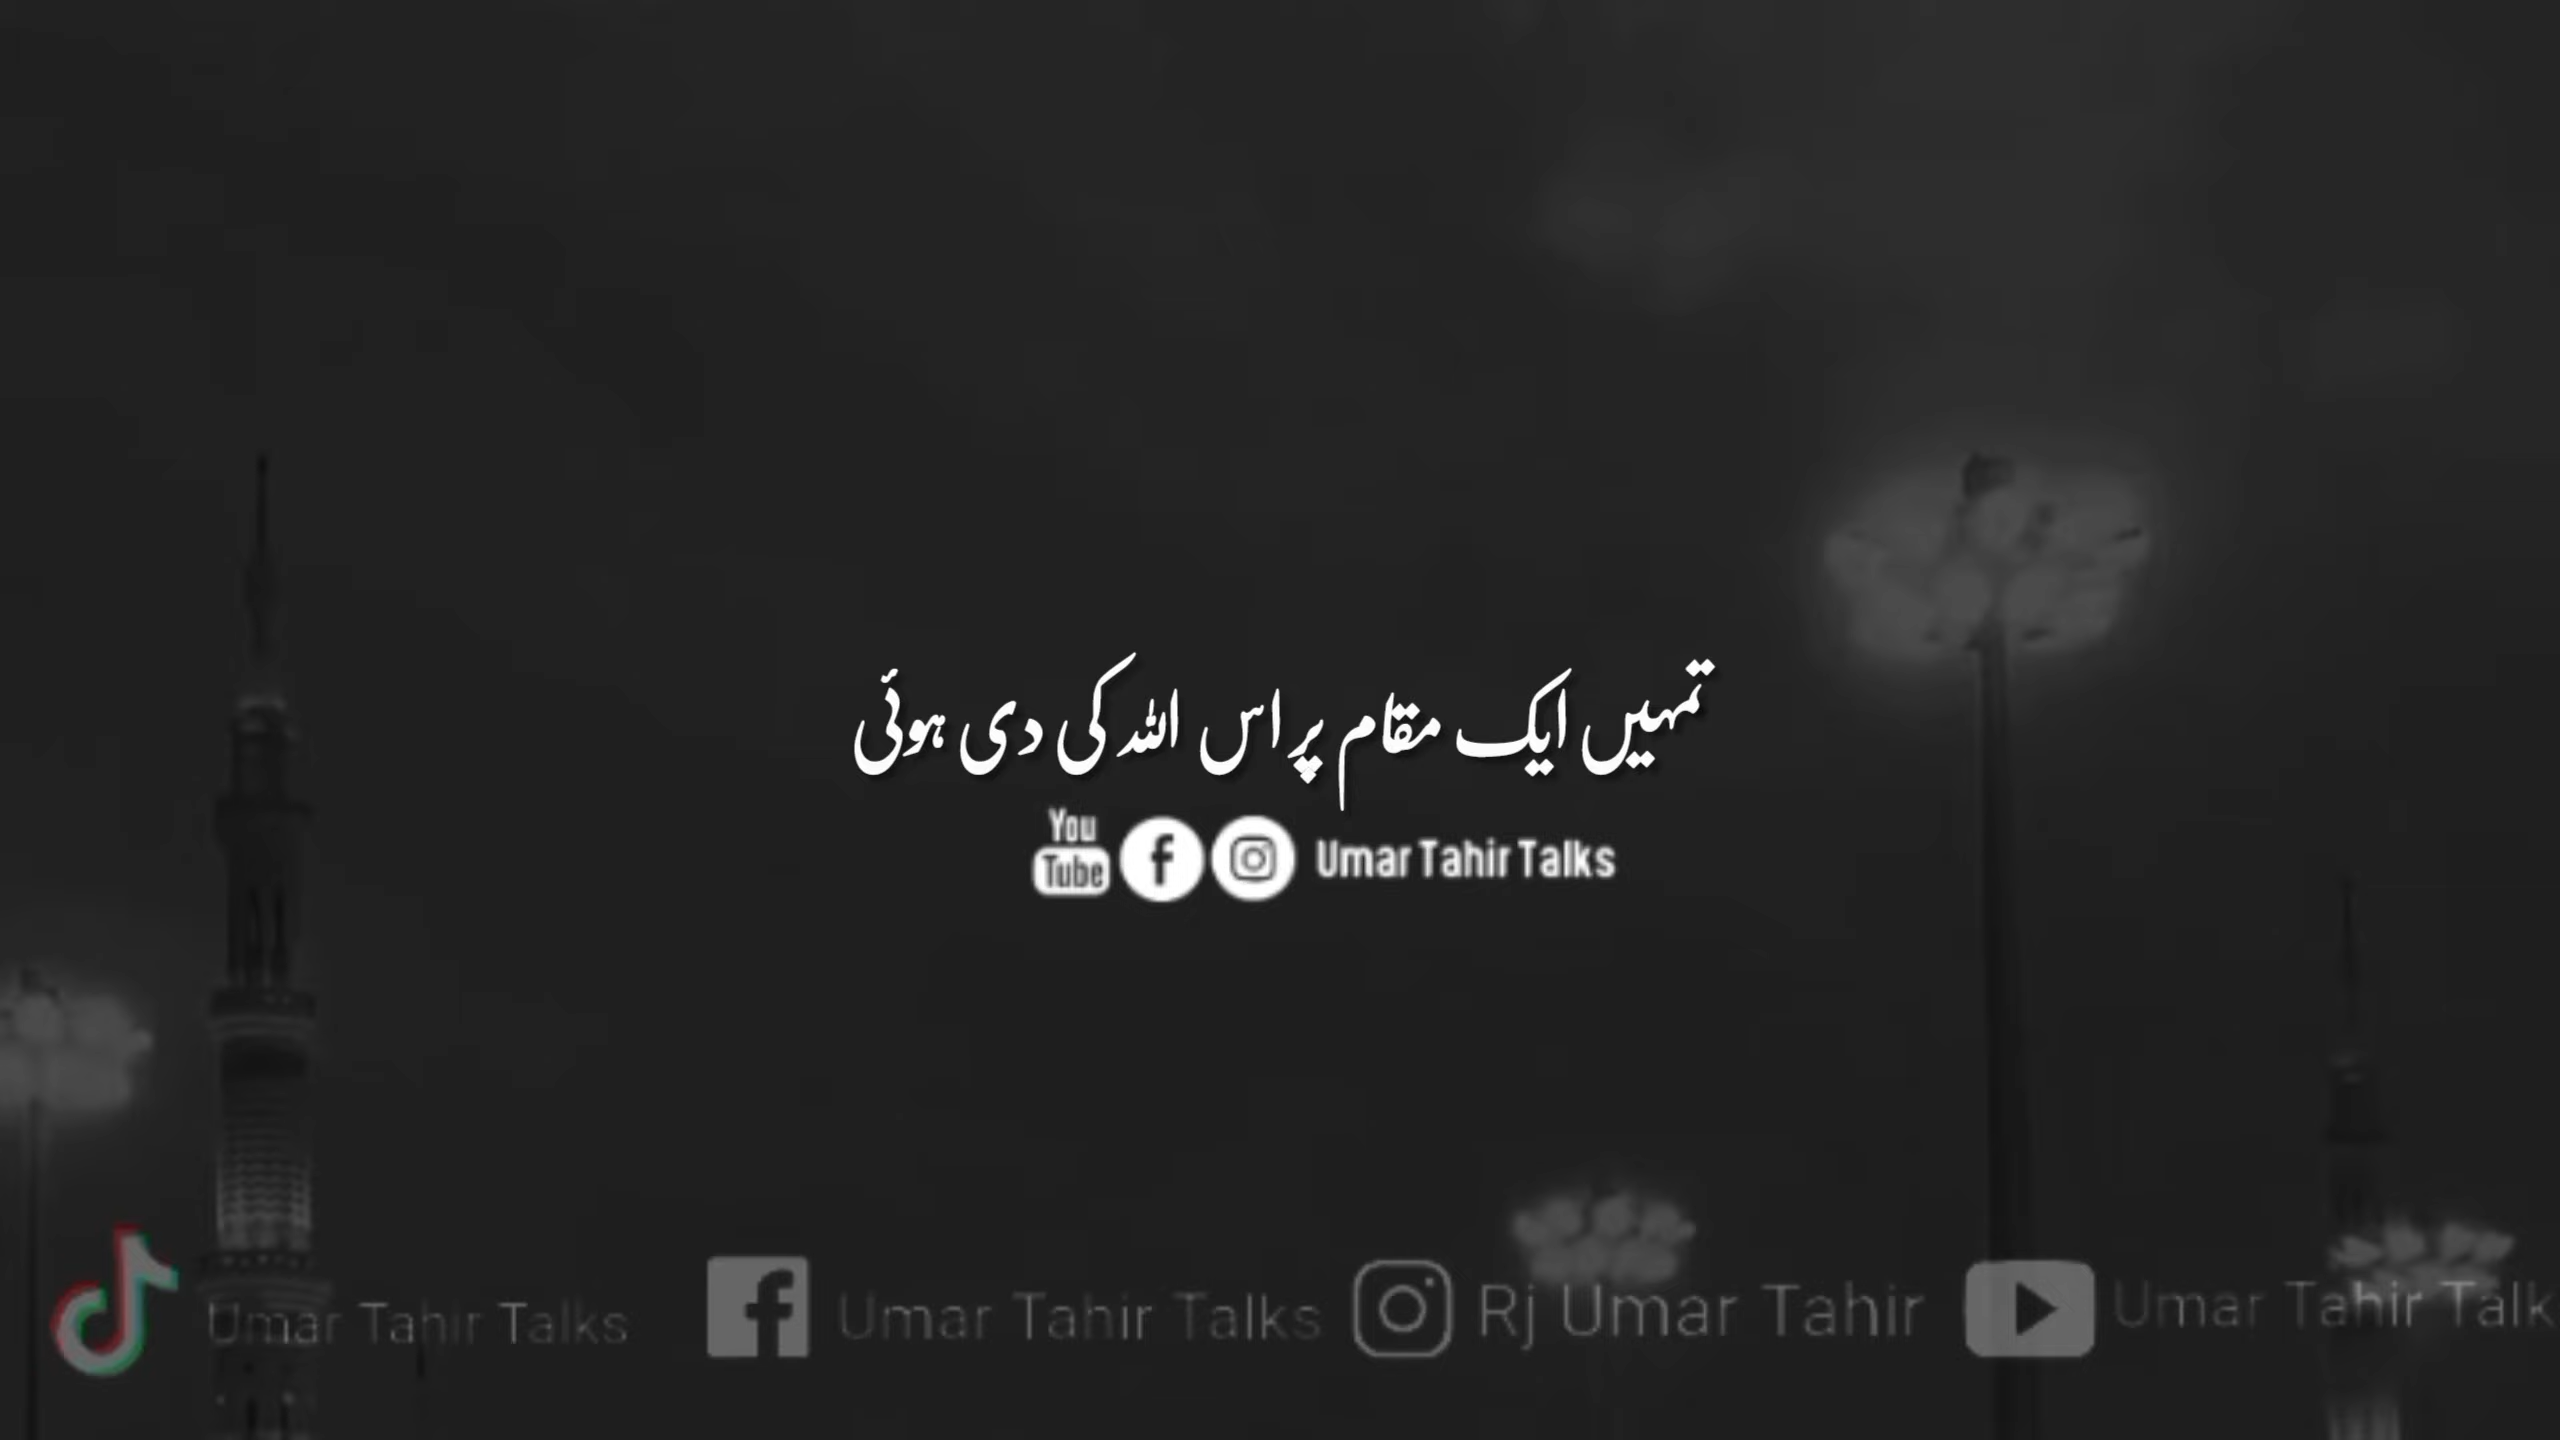 تمہیں ایک مقام پر اس اللہ کی دی ہوئی
You Tube Umar Tahir Talks
Umar Tahir Talks Umar Tahir Talks Rj Umar Tahir Umar Tahir Talk